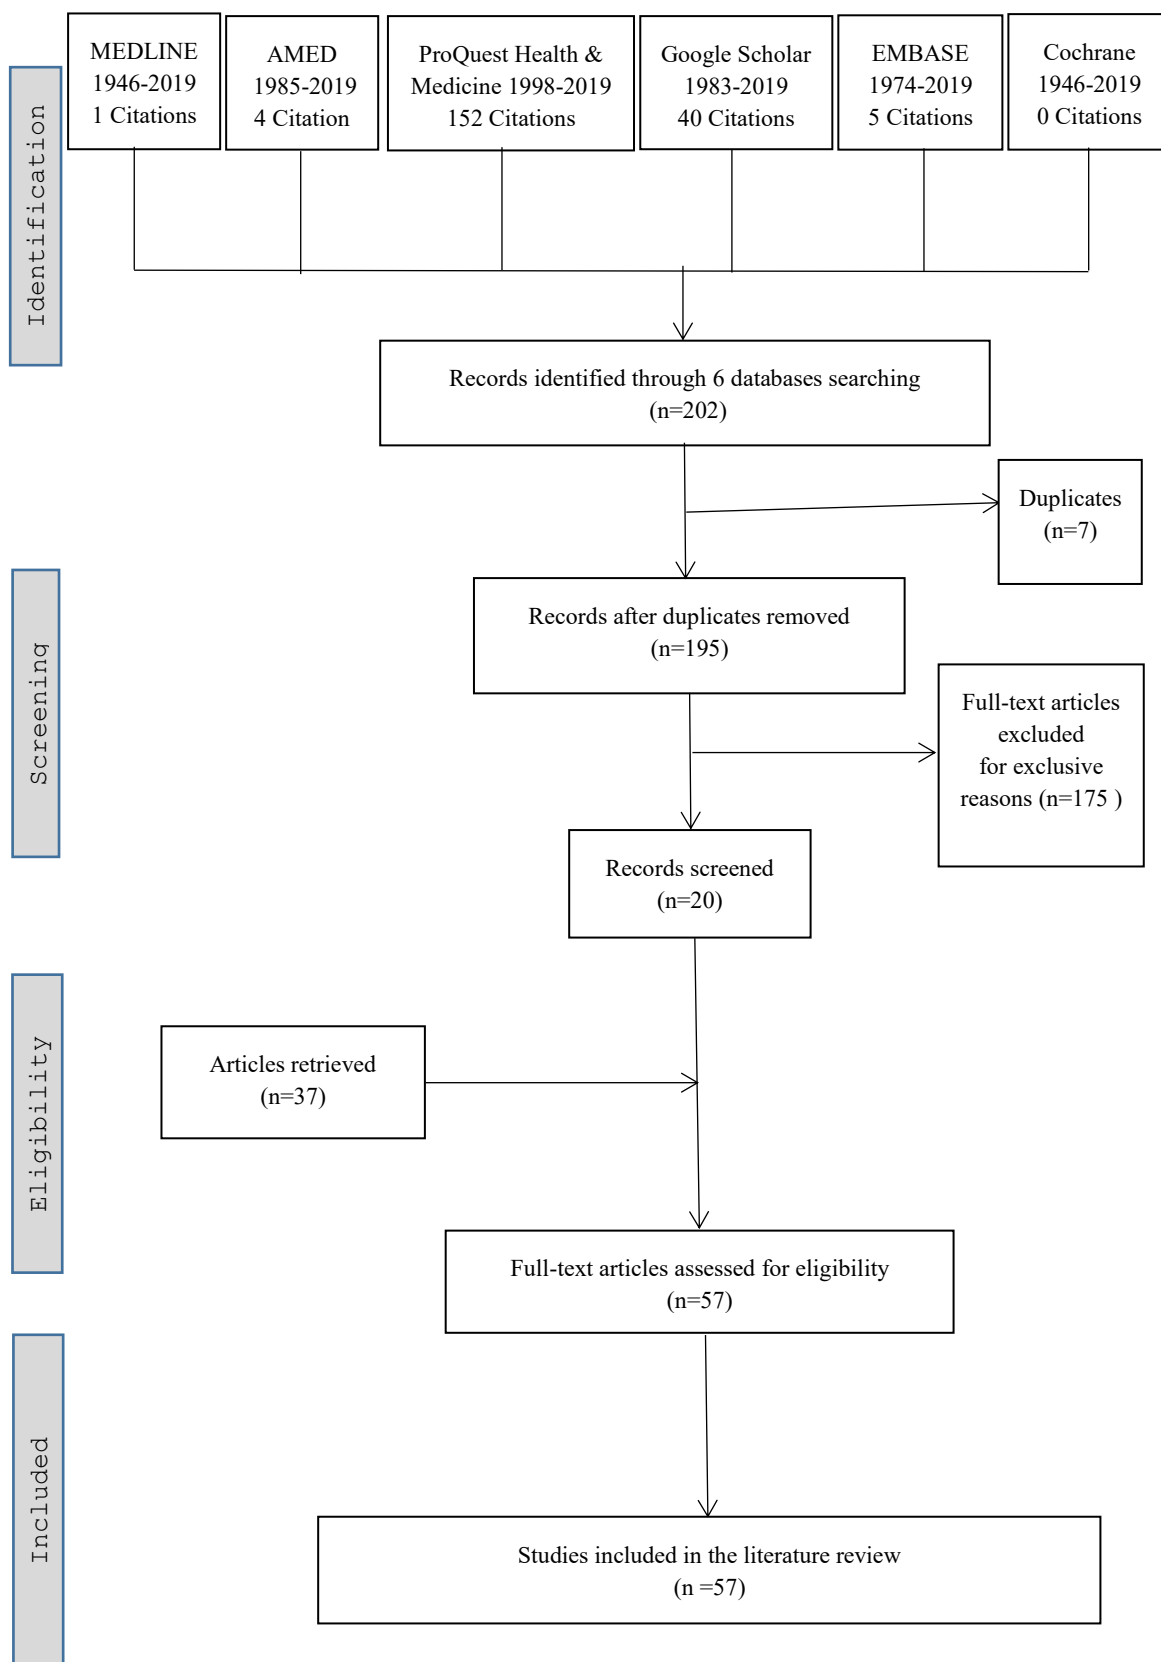 MEDLINE
1946-2019
1 Citations
AMED
1985-2019
4 Citation
ProQuest Health &
Medicine 1998-2019
152 Citations
Google Scholar
1983-2019
40 Citations
EMBASE
1974-2019
5 Citations
Cochrane
1946-2019
0 Citations
Identification
Records identified through 6 databases searching
(n=202)
Duplicates
(n=7)
Screening
Records after duplicates removed
(n=195)
Full-text articles
excluded
for exclusive
reasons (n=175 )
Records screened
(n=20)
Eligibility
Articles retrieved
(n=37)
Full-text articles assessed for eligibility
(n=57)
Included
Studies included in the literature review
(n =57)